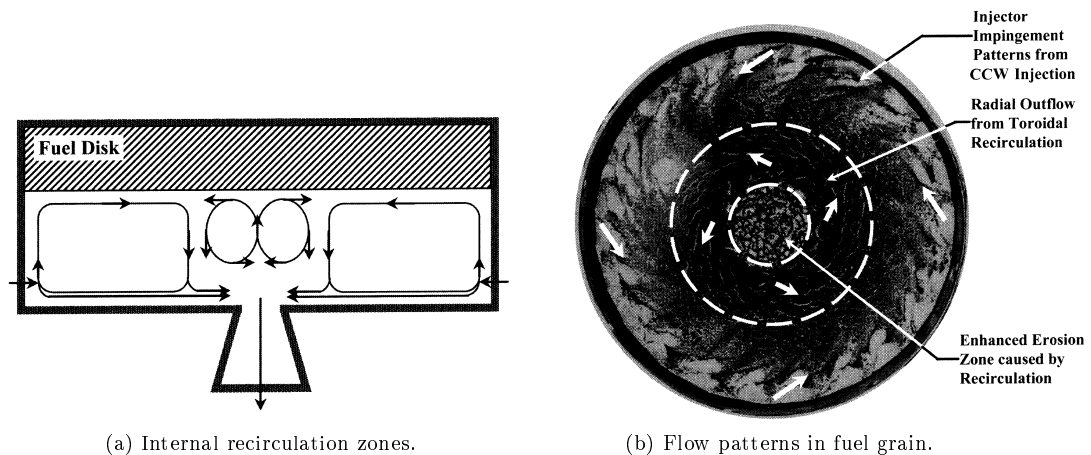 Fuel Disk
Injector
Impingement
Patterns from
CCW Injection
Radial Outflow
from Toroidal
Recirculation
Enhanced Erosion
Zone caused by
Recirculation
(a) Internal recirculation zones.
(b) Flow patterns in fuel grain.